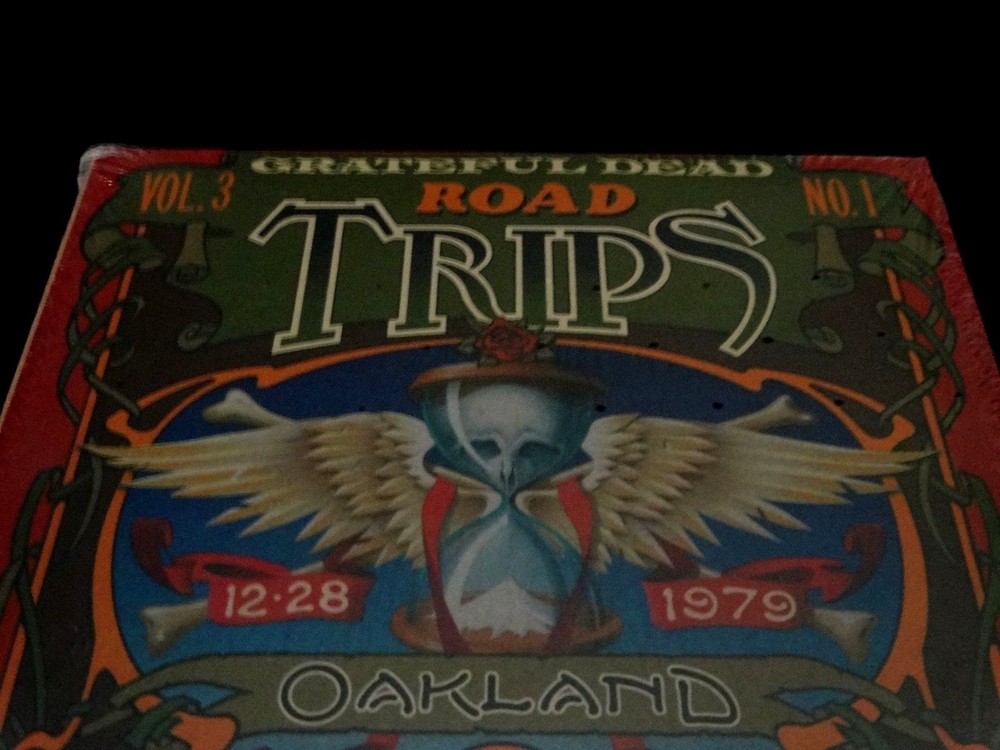 GRATEFUL DEAD
VOL. 3 ROAD NO. 1
TRIPS
12·28 1979
OAKLAND